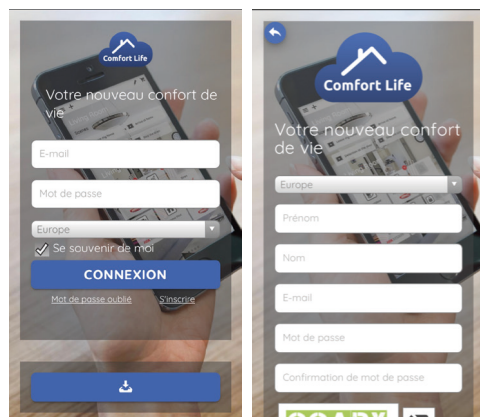 Comfort Life
Votre nouveau confort de
vie
E-mail
Mot de passe
Europe
Se souvenir de moi
CONNEXION
Mot de passe oublié
S'inscrire
Comfort Life
Votre nouveau confort
de vie
Europe
Prénom
Nom
E-mail
Mot de passe
Confirmation de mot de passe